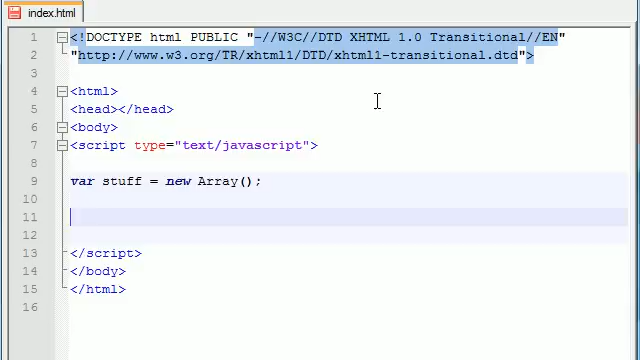 index.html
1 <!DOCTYPE html PUBLIC "-//W3C//DTD XHTML 1.0 Transitional//EN"
2 "http://www.w3.org/TR/xhtml1/DTD/xhtml1-transitional.dtd">
3
4 <html>
5 <head></head>
6 <body>
7 <script type="text/javascript">
8
9 var stuff = new Array();
10
11
12
13 </script>
14 </body>
15 </html>
16